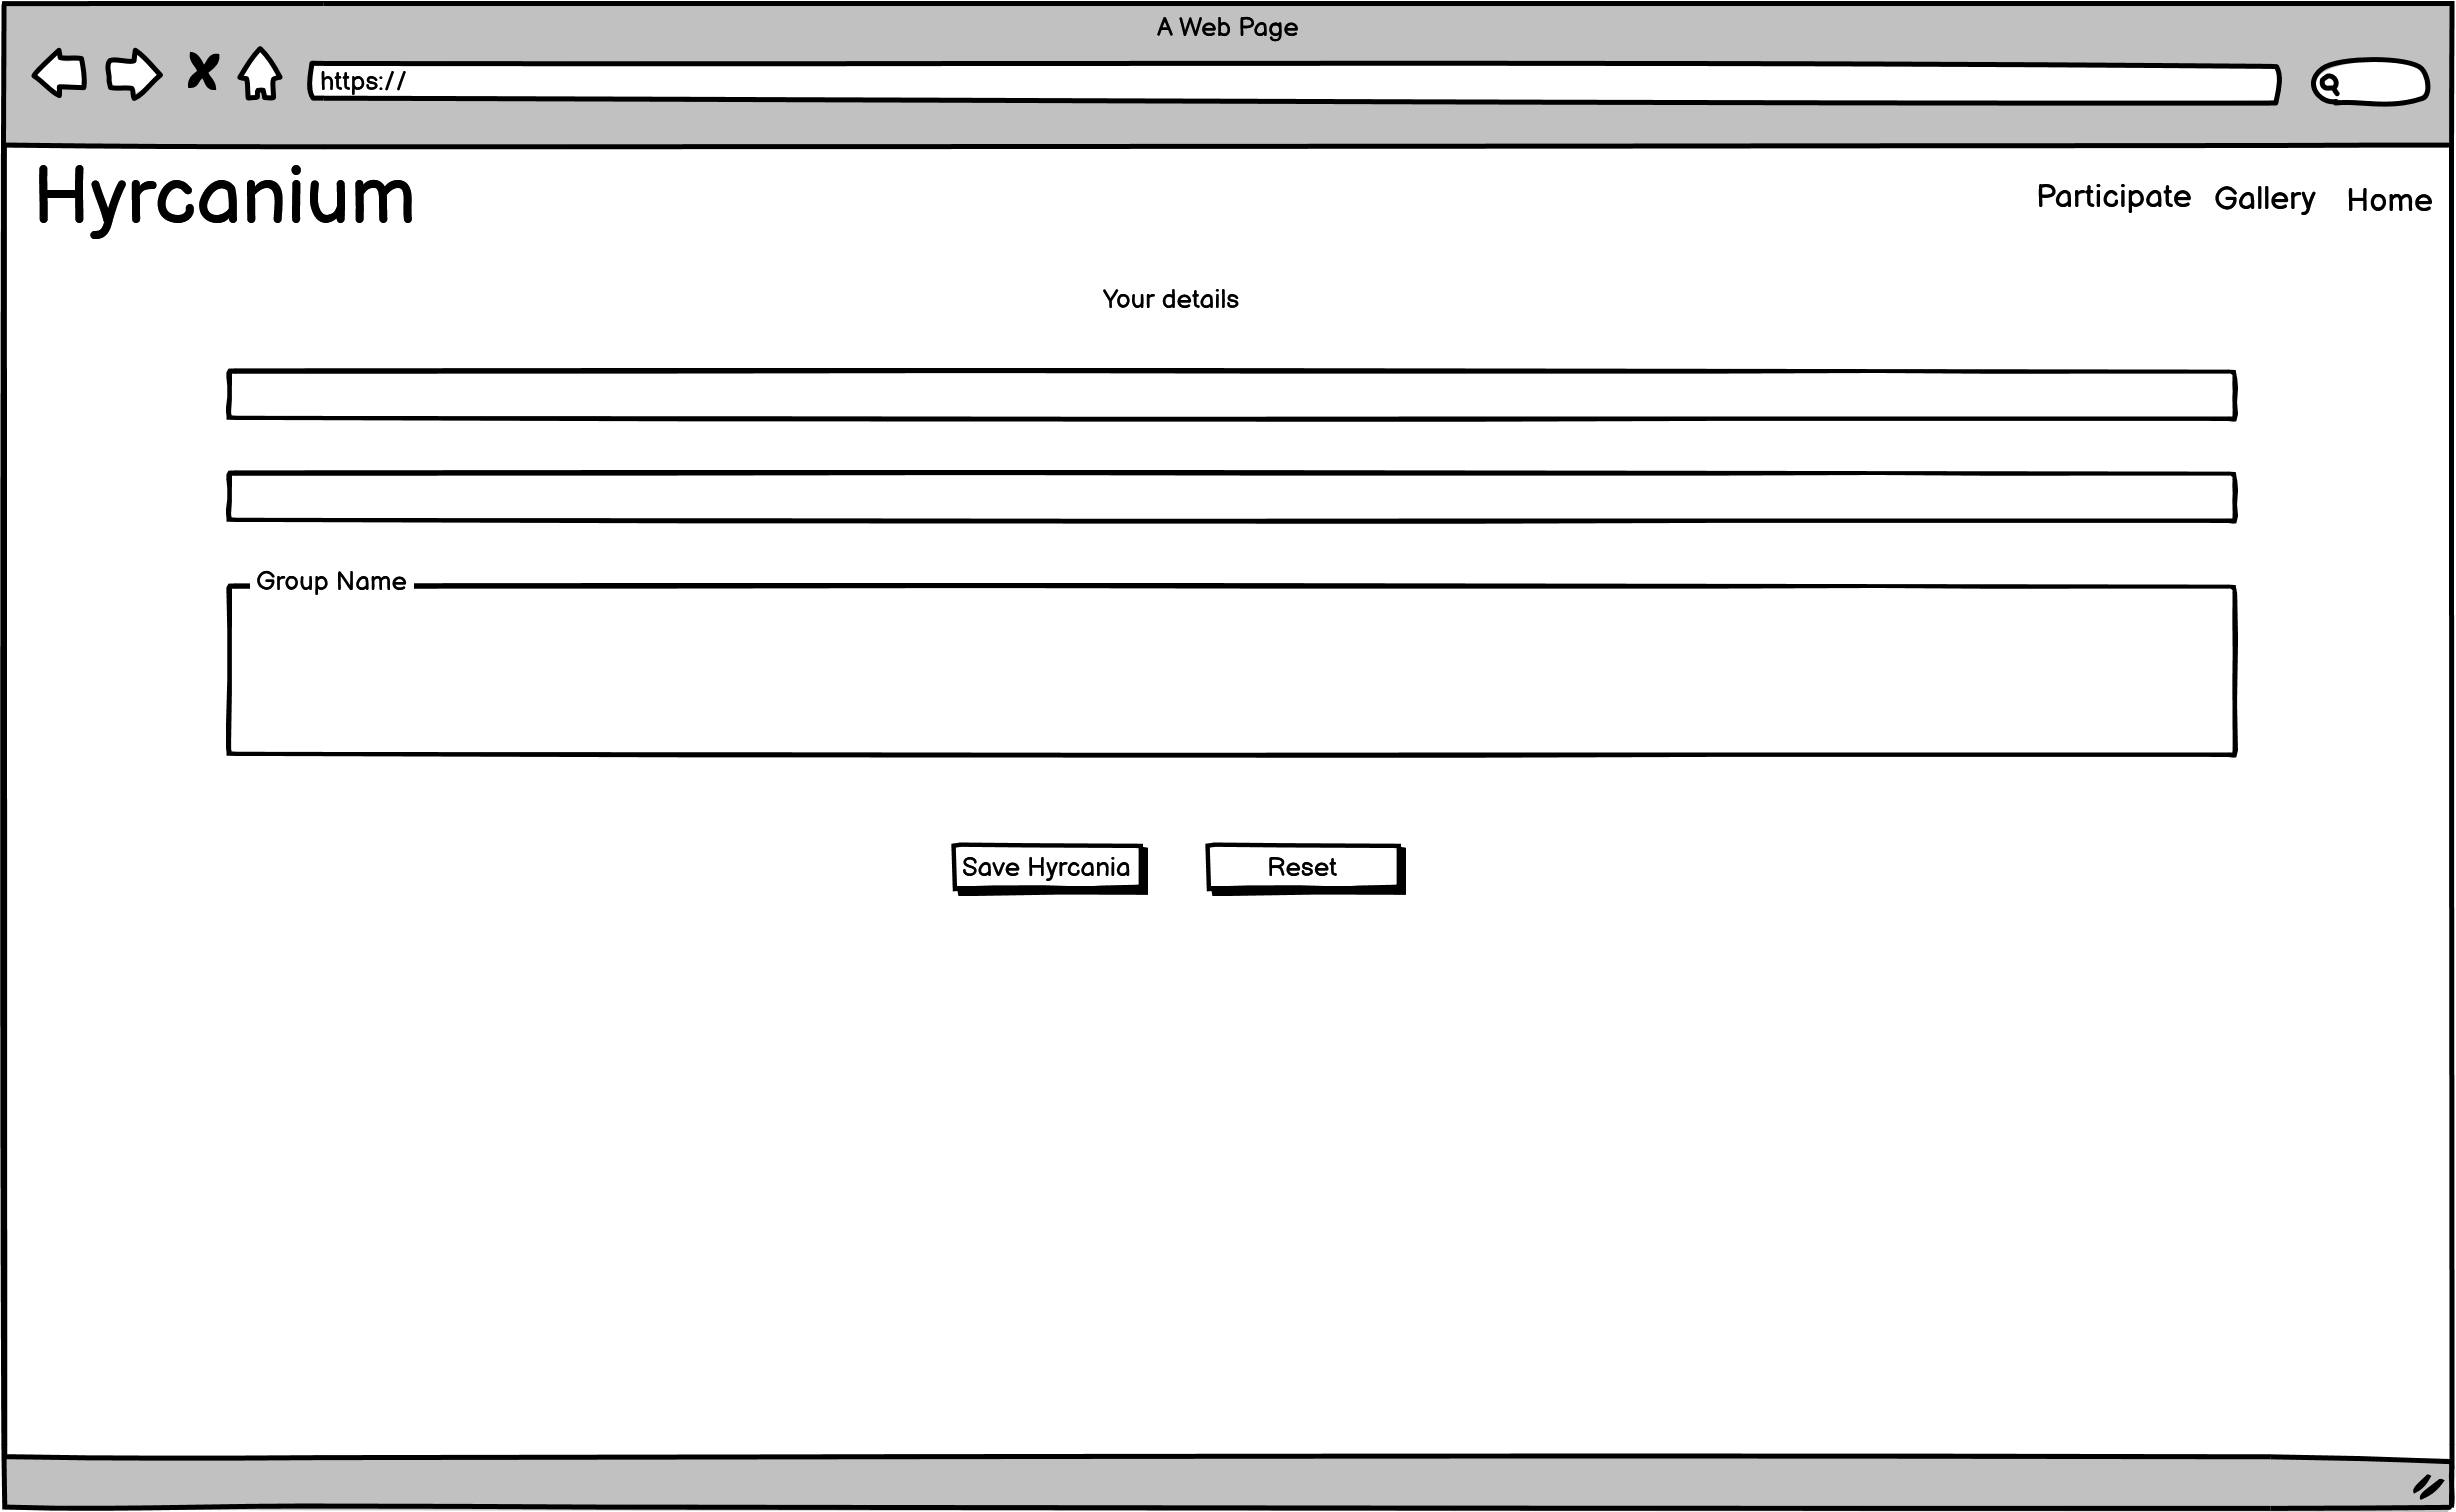 A Web Page
https://
Hyrcanium
Participate Gallery Home
Your details
Group Name
Save Hyrcania Reset